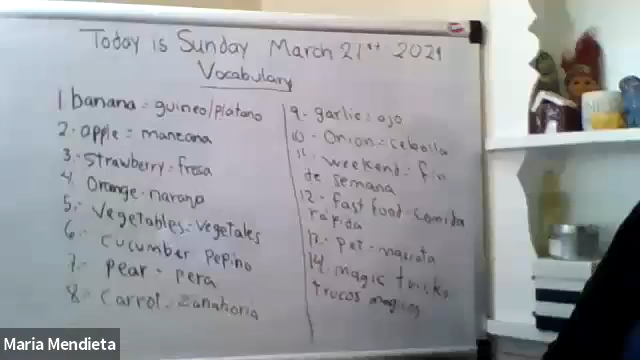 Today is Sunday March 21st 2021
Vocabulary
1 banana = guineo/platano
2. apple = manzana
3. strawberry = fresa
4. Orange - naranja
5. Vegetables = vegetales
6. cucumber pepino
7. pear - pera
8. Carrot - zanahoria
9. garlic = ajo
10. Onion = cebolla
11. weekend = fin
de semana
12. fast food - comida
rapida
13. pet - mascota
14. magic tricks
trucos magicos
Maria Mendieta